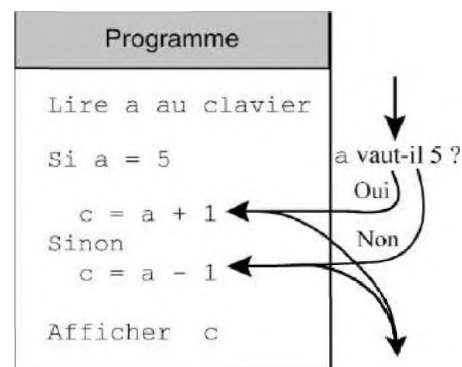 Programme
Lire a au clavier
Si a = 5
a vaut-il 5 ?
Oui
c = a + 1
Sinon
Non
c = a - 1
Afficher c